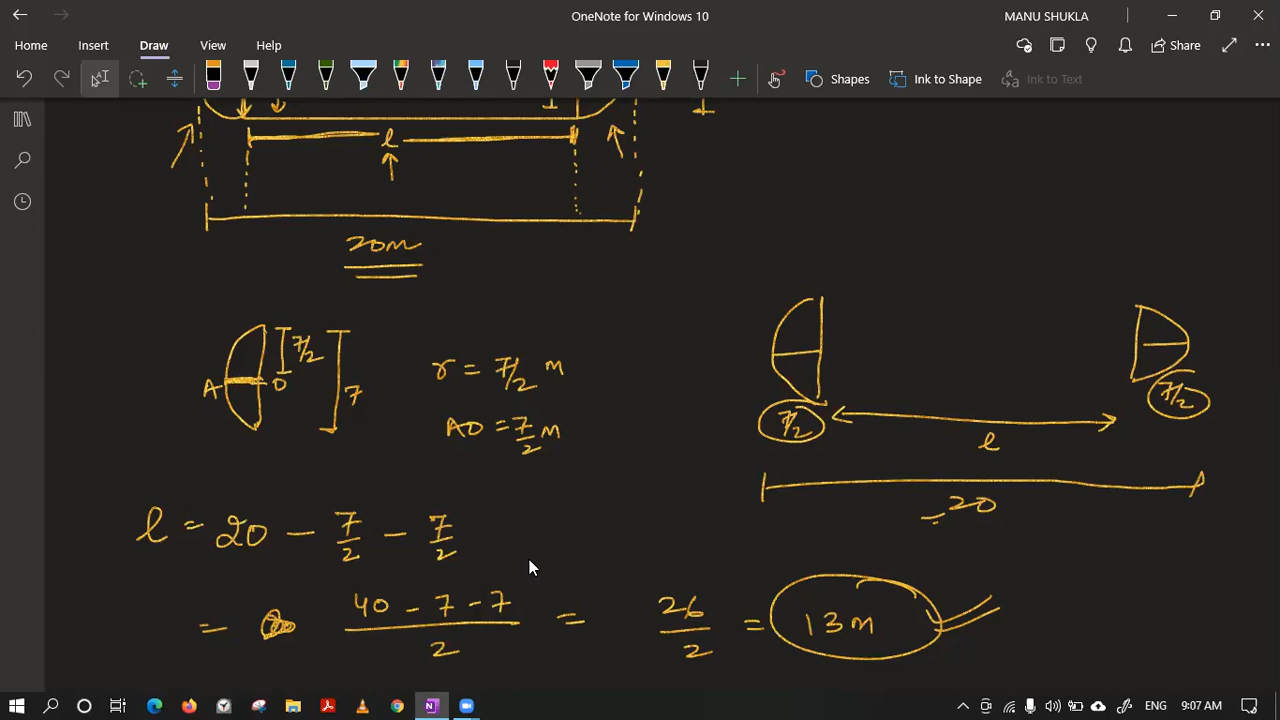 OneNote for Windows 10
MANU SHUKLA
Home Insert Draw View Help
Share
Shapes Ink to Shape Ink to Text
l
20m
7/2
A O 7
r = 7/2 m
AO = 7/2 m
7/2 7/2
l
20
l = 20 - 7/2 - 7/2
= 40 - 7 - 7 / 2 = 26/2 = 13m
ENG 9:07 AM